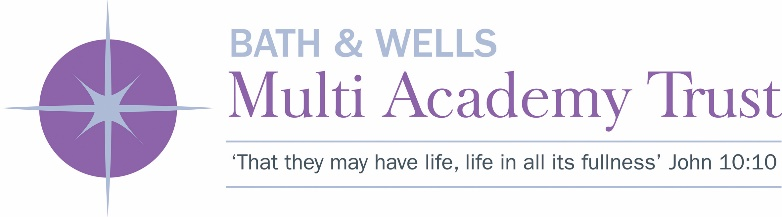 BATH & WELLS
Multi Academy Trust
‘That they may have life, life in all its fullness’ John 10:10